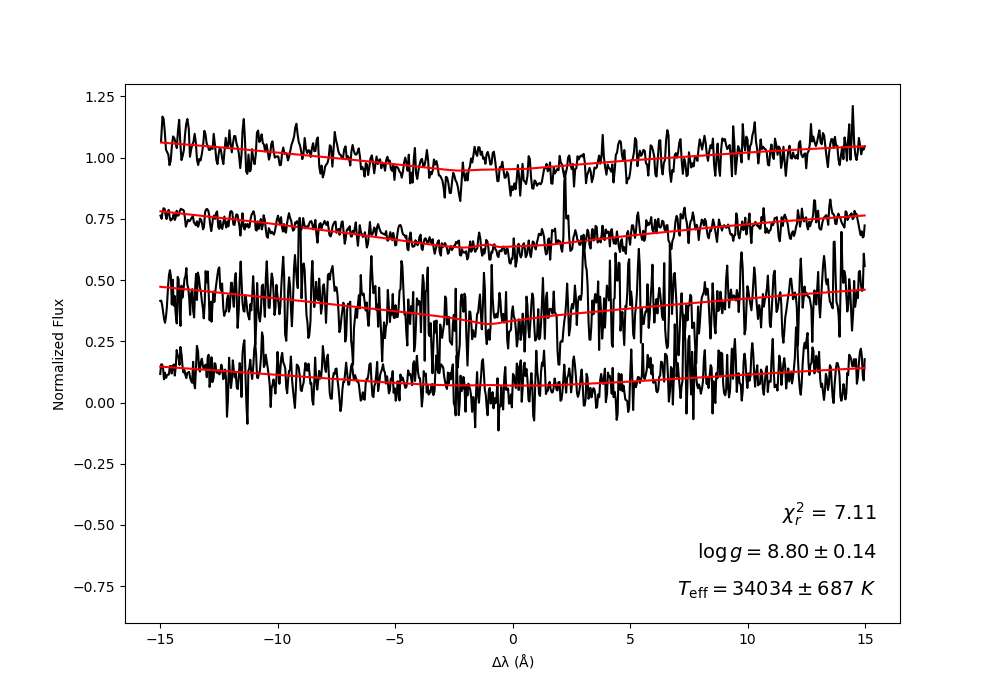 1.25
1.00
0.75
0.50
0.25
0.00
−0.25
−0.50
−0.75
Normalized Flux
χ²ᵣ = 7.11
log g = 8.80 ± 0.14
T_eff = 34034 ± 687 K
−15 −10 −5 0 5 10 15
Δλ (Å)